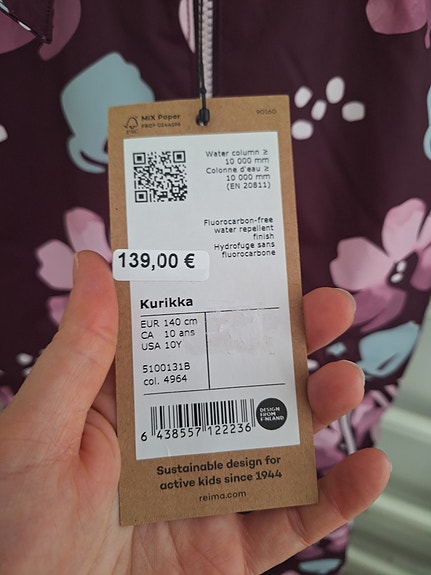 MIX Paper
FSC
90160
Water column ≥
10 000 mm
Colonne d'eau ≥
10 000 mm
(EN 20811)
Fluorocarbon-free
water repellent
finish
Hydrofuge sans
fluorocarbone
139,00 €
Kurikka
EUR 140 cm
CA 10 ans
USA 10Y
5100131B
col. 4964
6 438557 122236
DESIGN
FROM
FINLAND
Sustainable design for
active kids since 1944
reima.com